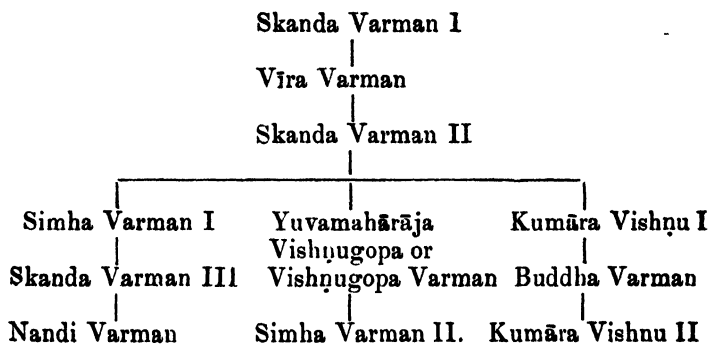 Skanda Varman I
Vīra Varman
Skanda Varman II
Simha Varman I Yuvamahārāja Kumāra Vishṇu I
Vishṇugopa or
Skanda Varman III Vishṇugopa Varman Buddha Varman
Nandi Varman Simha Varman II. Kumāra Vishnu II